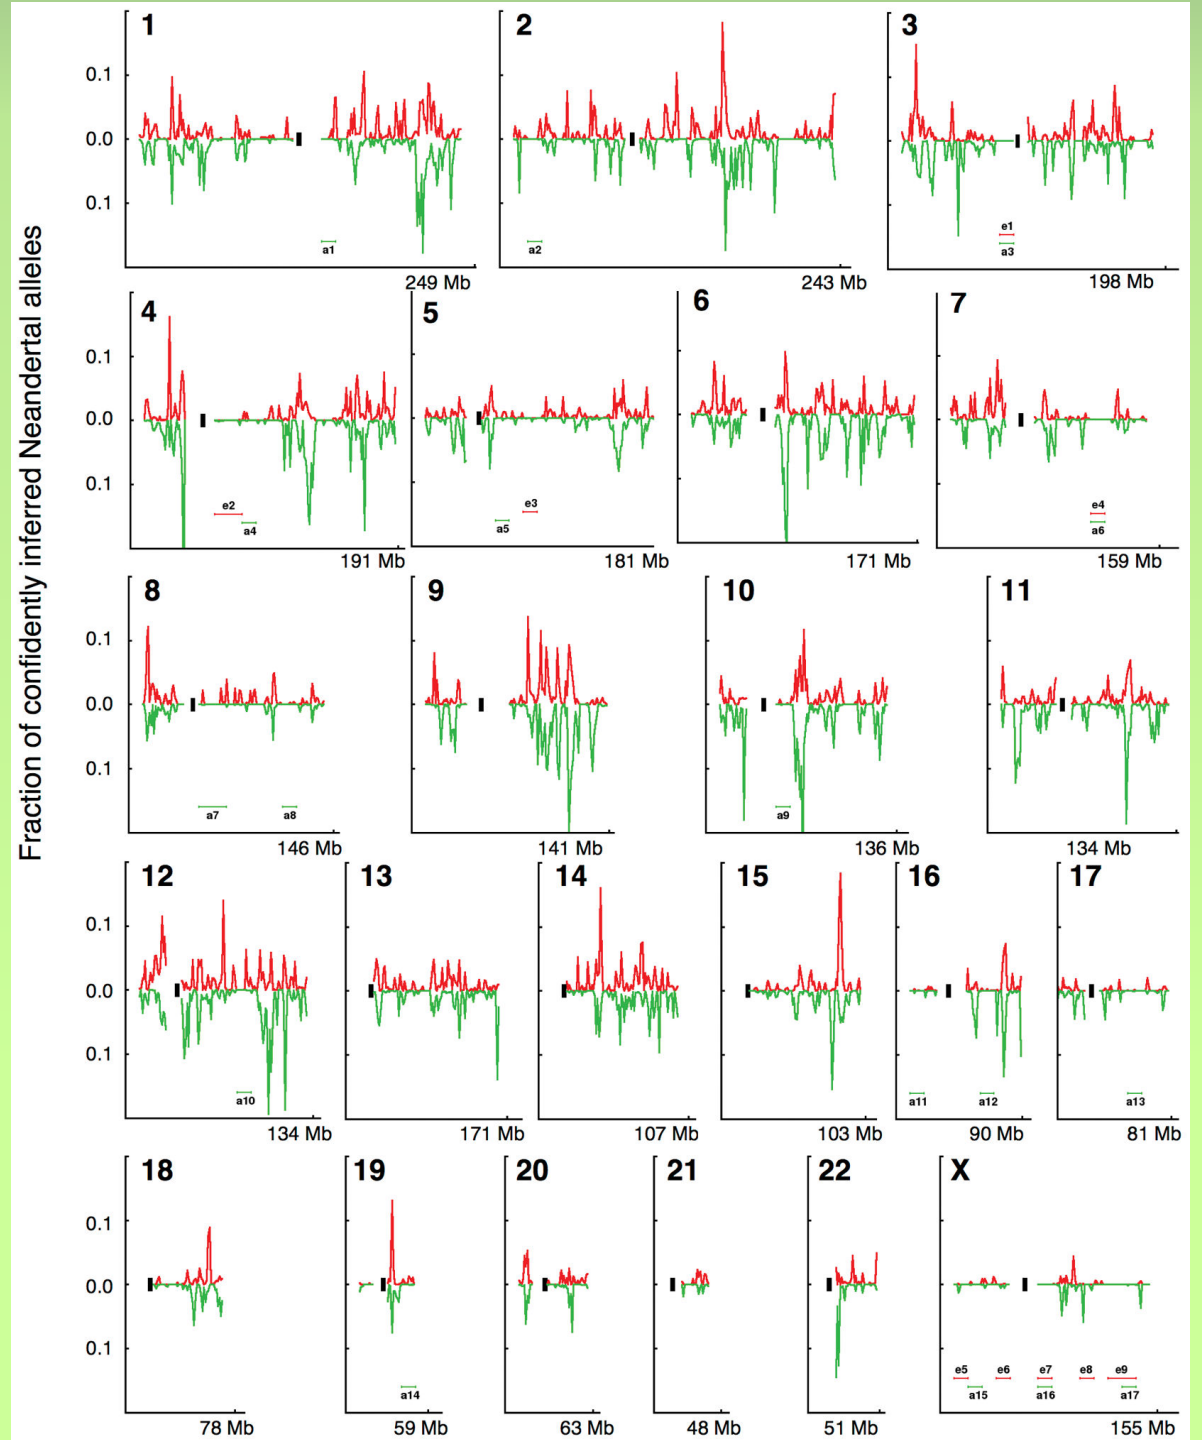 Fraction of confidently inferred Neandertal alleles
1 2 3
0.1
0.0
0.1
e1
a1 a2 a3
249 Mb 243 Mb 198 Mb
4 5 6 7
0.1
0.0
0.1
e2 e3 e4
a4 a5 a6
191 Mb 181 Mb 171 Mb 159 Mb
8 9 10 11
0.1
0.0
0.1
a7 a8 a9
146 Mb 141 Mb 136 Mb 134 Mb
12 13 14 15 16 17
0.1
0.0
0.1
a10 a11 a12 a13
134 Mb 171 Mb 107 Mb 103 Mb 90 Mb 81 Mb
18 19 20 21 22 X
0.1
0.0
0.1
e5 e6 e7 e8 e9
a14 a15 a16 a17
78 Mb 59 Mb 63 Mb 48 Mb 51 Mb 155 Mb